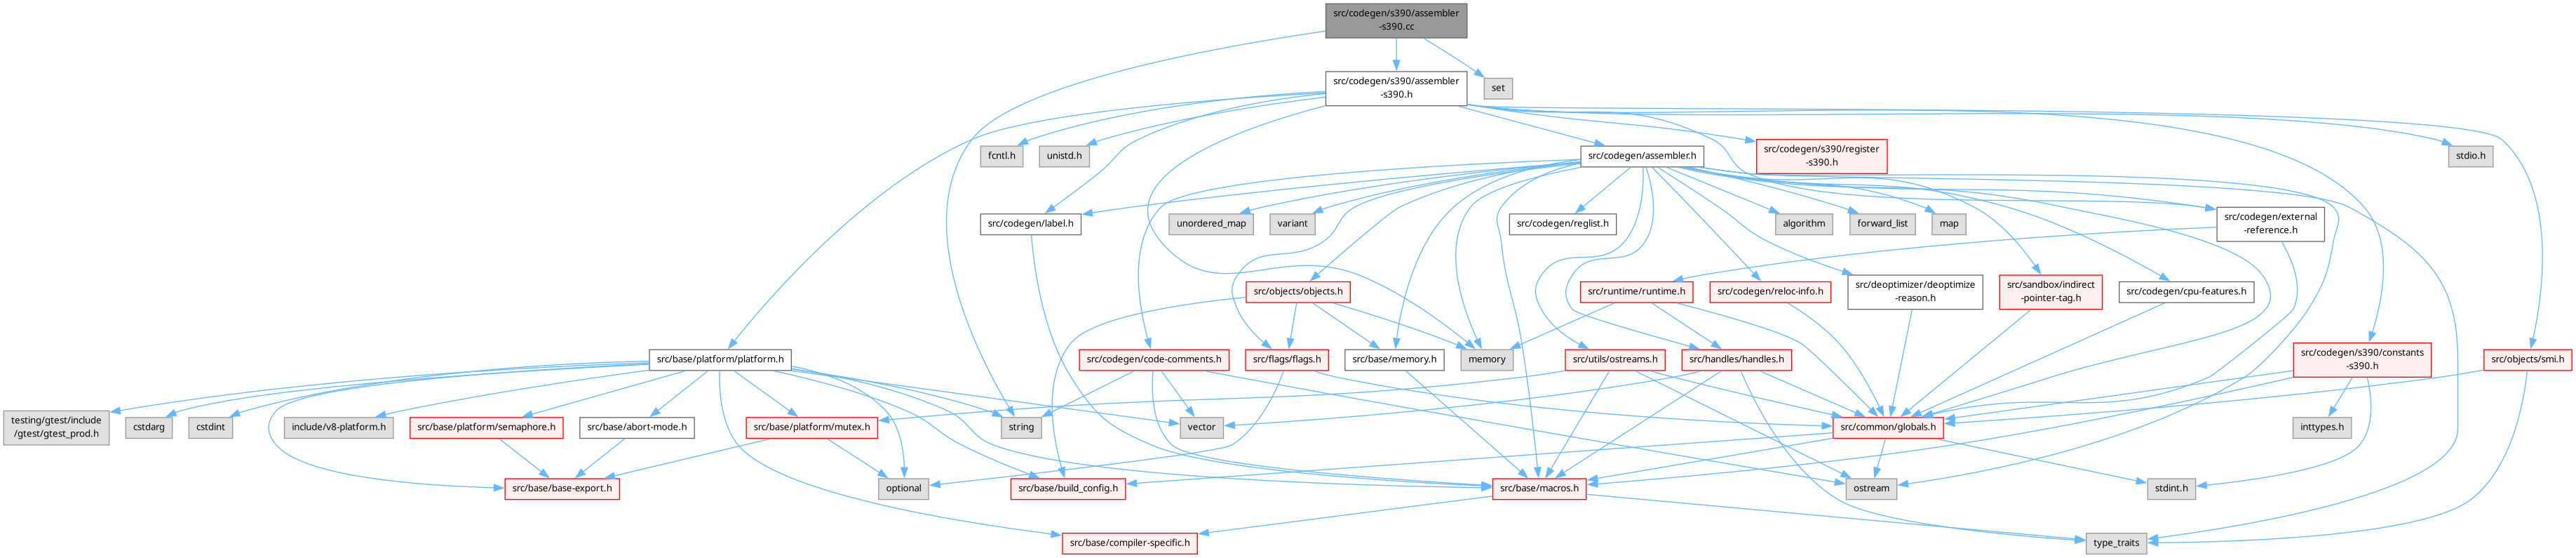 src/codegen/s390/assembler
-s390.cc
src/codegen/s390/assembler
-s390.h
set
fcntl.h
unistd.h
src/codegen/assembler.h
src/codegen/s390/register
-s390.h
stdio.h
src/codegen/label.h
unordered_map
variant
src/codegen/reglist.h
algorithm
forward_list
map
src/codegen/external
-reference.h
src/objects/objects.h
src/runtime/runtime.h
src/codegen/reloc-info.h
src/deoptimizer/deoptimize
-reason.h
src/sandbox/indirect
-pointer-tag.h
src/codegen/cpu-features.h
src/base/platform/platform.h
src/codegen/code-comments.h
src/flags/flags.h
src/base/memory.h
memory
src/utils/ostreams.h
src/handles/handles.h
src/codegen/s390/constants
-s390.h
src/objects/smi.h
testing/gtest/include
/gtest/gtest_prod.h
cstdarg
cstdint
include/v8-platform.h
src/base/platform/semaphore.h
src/base/abort-mode.h
src/base/platform/mutex.h
string
vector
src/common/globals.h
inttypes.h
src/base/base-export.h
optional
src/base/build_config.h
src/base/macros.h
ostream
stdint.h
src/base/compiler-specific.h
type_traits